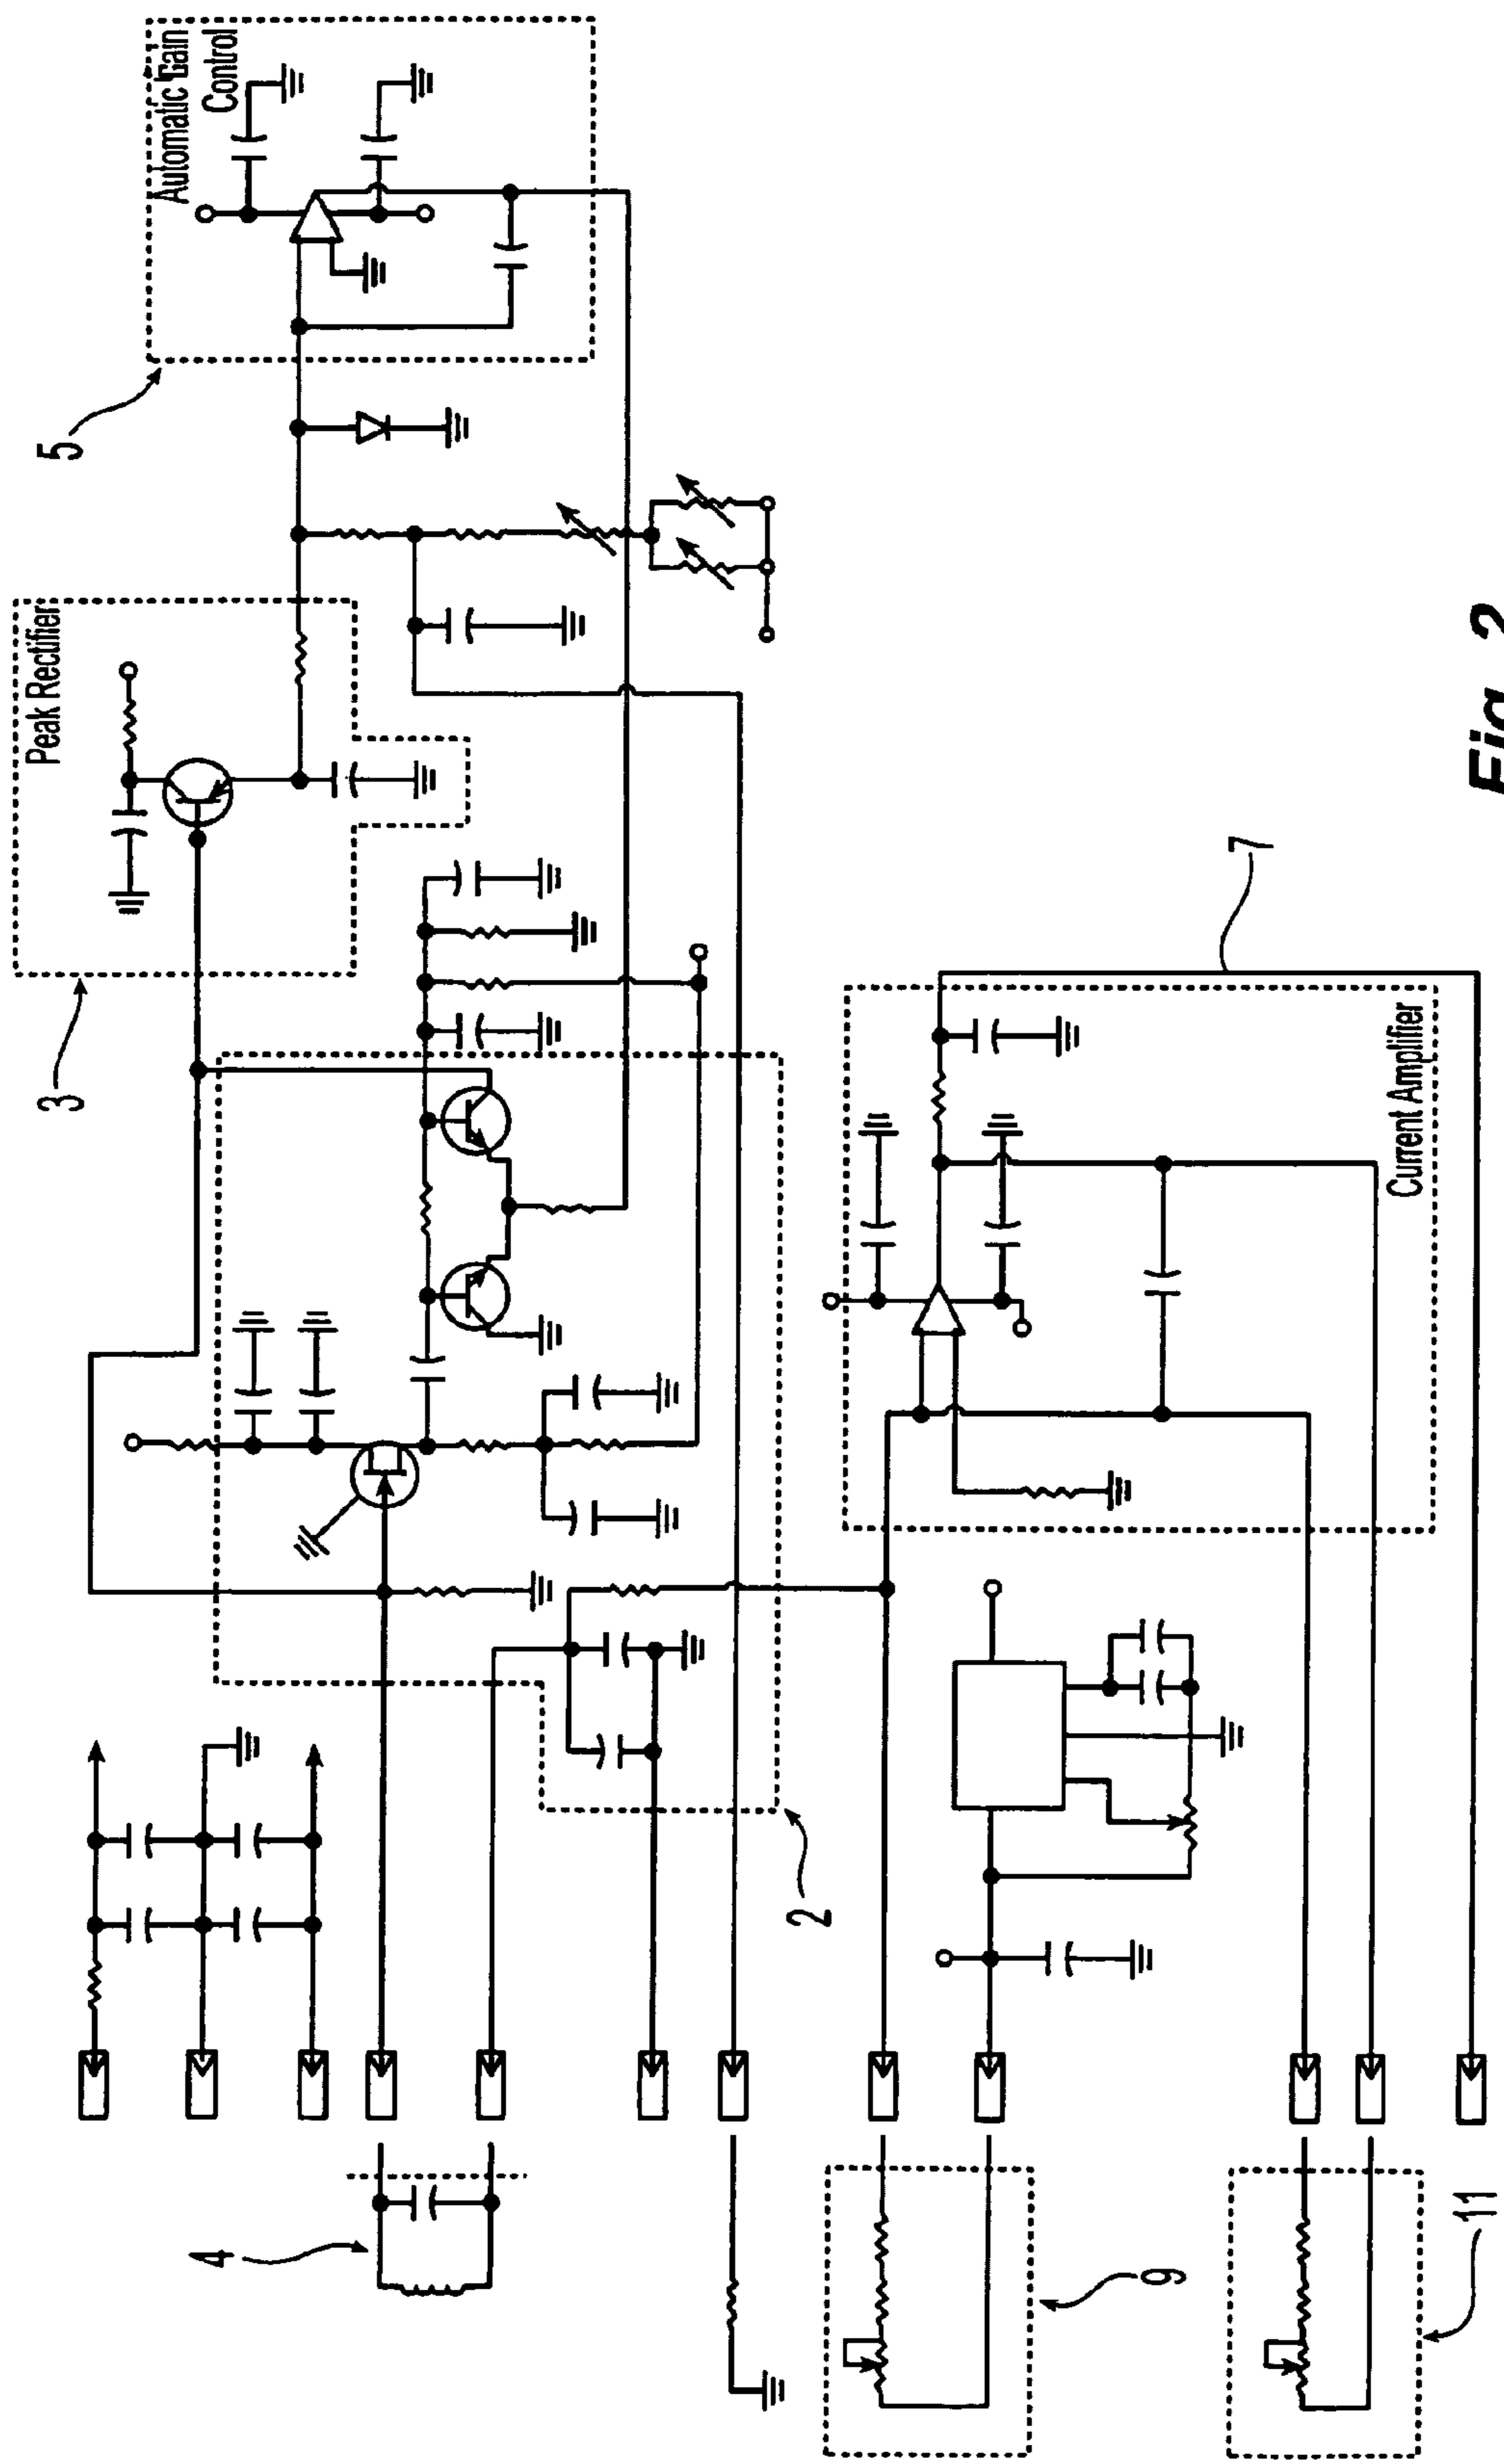 5
Automatic Gain
Control
3
Peak Rectifier
2
4
Current Amplifier
7
9
11
Fig. 2